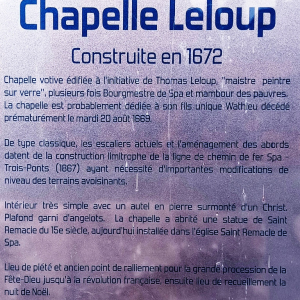 Chapelle Leloup
Construite en 1672
Chapelle votive édifiée à l'initiative de Thomas Leloup, "maistre peintre
sur verre", plusieurs fois Bourgmestre de Spa et mambour des pauvres.
La chapelle est probablement dédiée à son fils unique Wathieu décédé
prématurément le mardi 20 août 1669.
De type classique, les escaliers actuels et l'aménagement des abords
datent de la construction limitrophe de la ligne de chemin de fer Spa -
Trois-Ponts (1867) ayant nécessité d'importantes modifications de
niveau des terrains avoisinants.
Intérieur très simple avec un autel en pierre surmonté d'un Christ.
Plafond garni d'angelots. La chapelle a abrité une statue de Saint
Remacle du 15e siècle, aujourd'hui installée dans l'église Saint Remacle de
Spa.
Lieu de piété et ancien point de ralliement pour la grande procession de la
Fête-Dieu jusqu'à la révolution française, ensuite lieu de recueillement la
nuit de Noël.